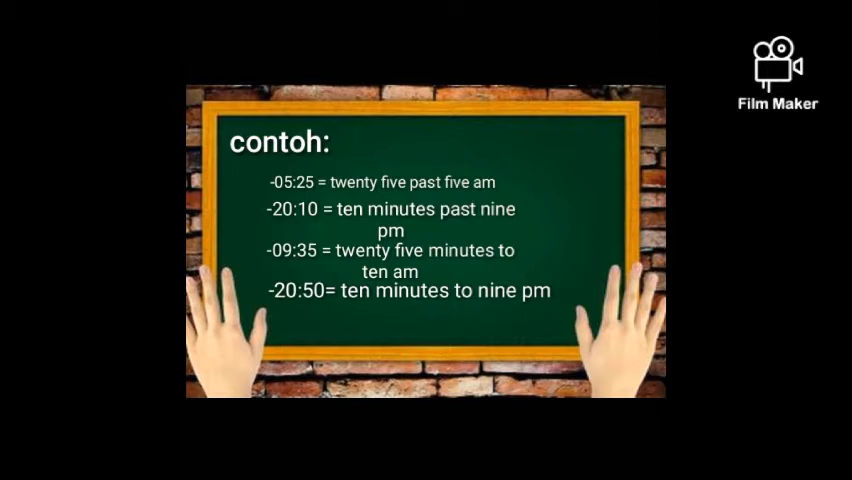 Film Maker
contoh:
-05:25 = twenty five past five am
-20:10 = ten minutes past nine
pm
-09:35 = twenty five minutes to
ten am
-20:50= ten minutes to nine pm